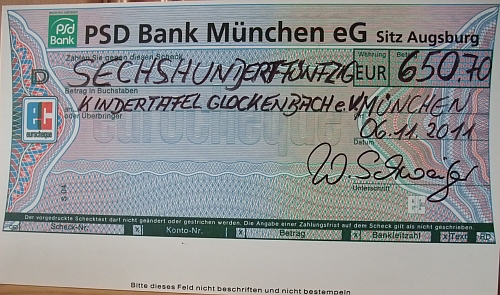 PSD Bank PSD Bank München eG Sitz Augsburg
Zahlen Sie gegen diesen Scheck Währung
SECHSHUNDERTFÜNFZIG EUR 650.70
Betrag in Buchstaben
KINDERTAFEL GLOCKENBACH e.V. MÜNCHEN
oder Überbringer
ec eurocheque
06.11.2011
Datum
W. Schweiger
Unterschrift
Der vorgedruckte Schecktext darf nicht geändert oder gestrichen werden. Die Angabe einer Zahlungsfrist auf dem Scheck gilt als nicht geschrieben.
Scheck-Nr. X Konto-Nr. X Betrag X Bankleitzahl X Text
Bitte dieses Feld nicht beschriften und nicht bestempeln